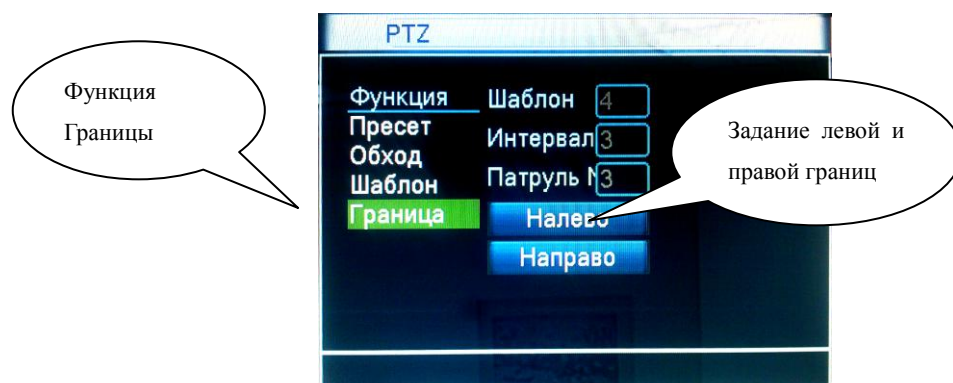 PTZ
Функция
Границы
Функция
Пресет
Обход
Шаблон
Граница
Шаблон 4
Интервал 3
Патруль 3
Налево
Направо
Задание левой и
правой границ